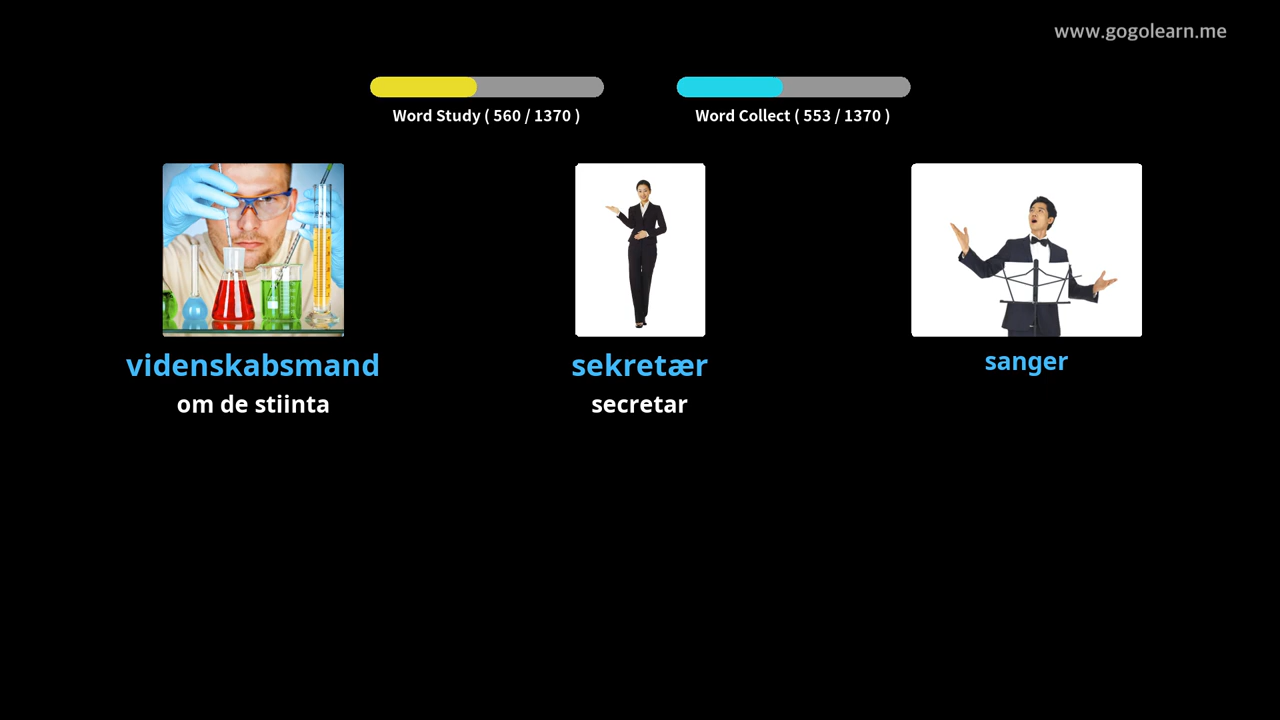 www.gogolearn.me
Word Study ( 560 / 1370 )
Word Collect ( 553 / 1370 )
videnskabsmand
om de stiinta
sekretær
secretar
sanger